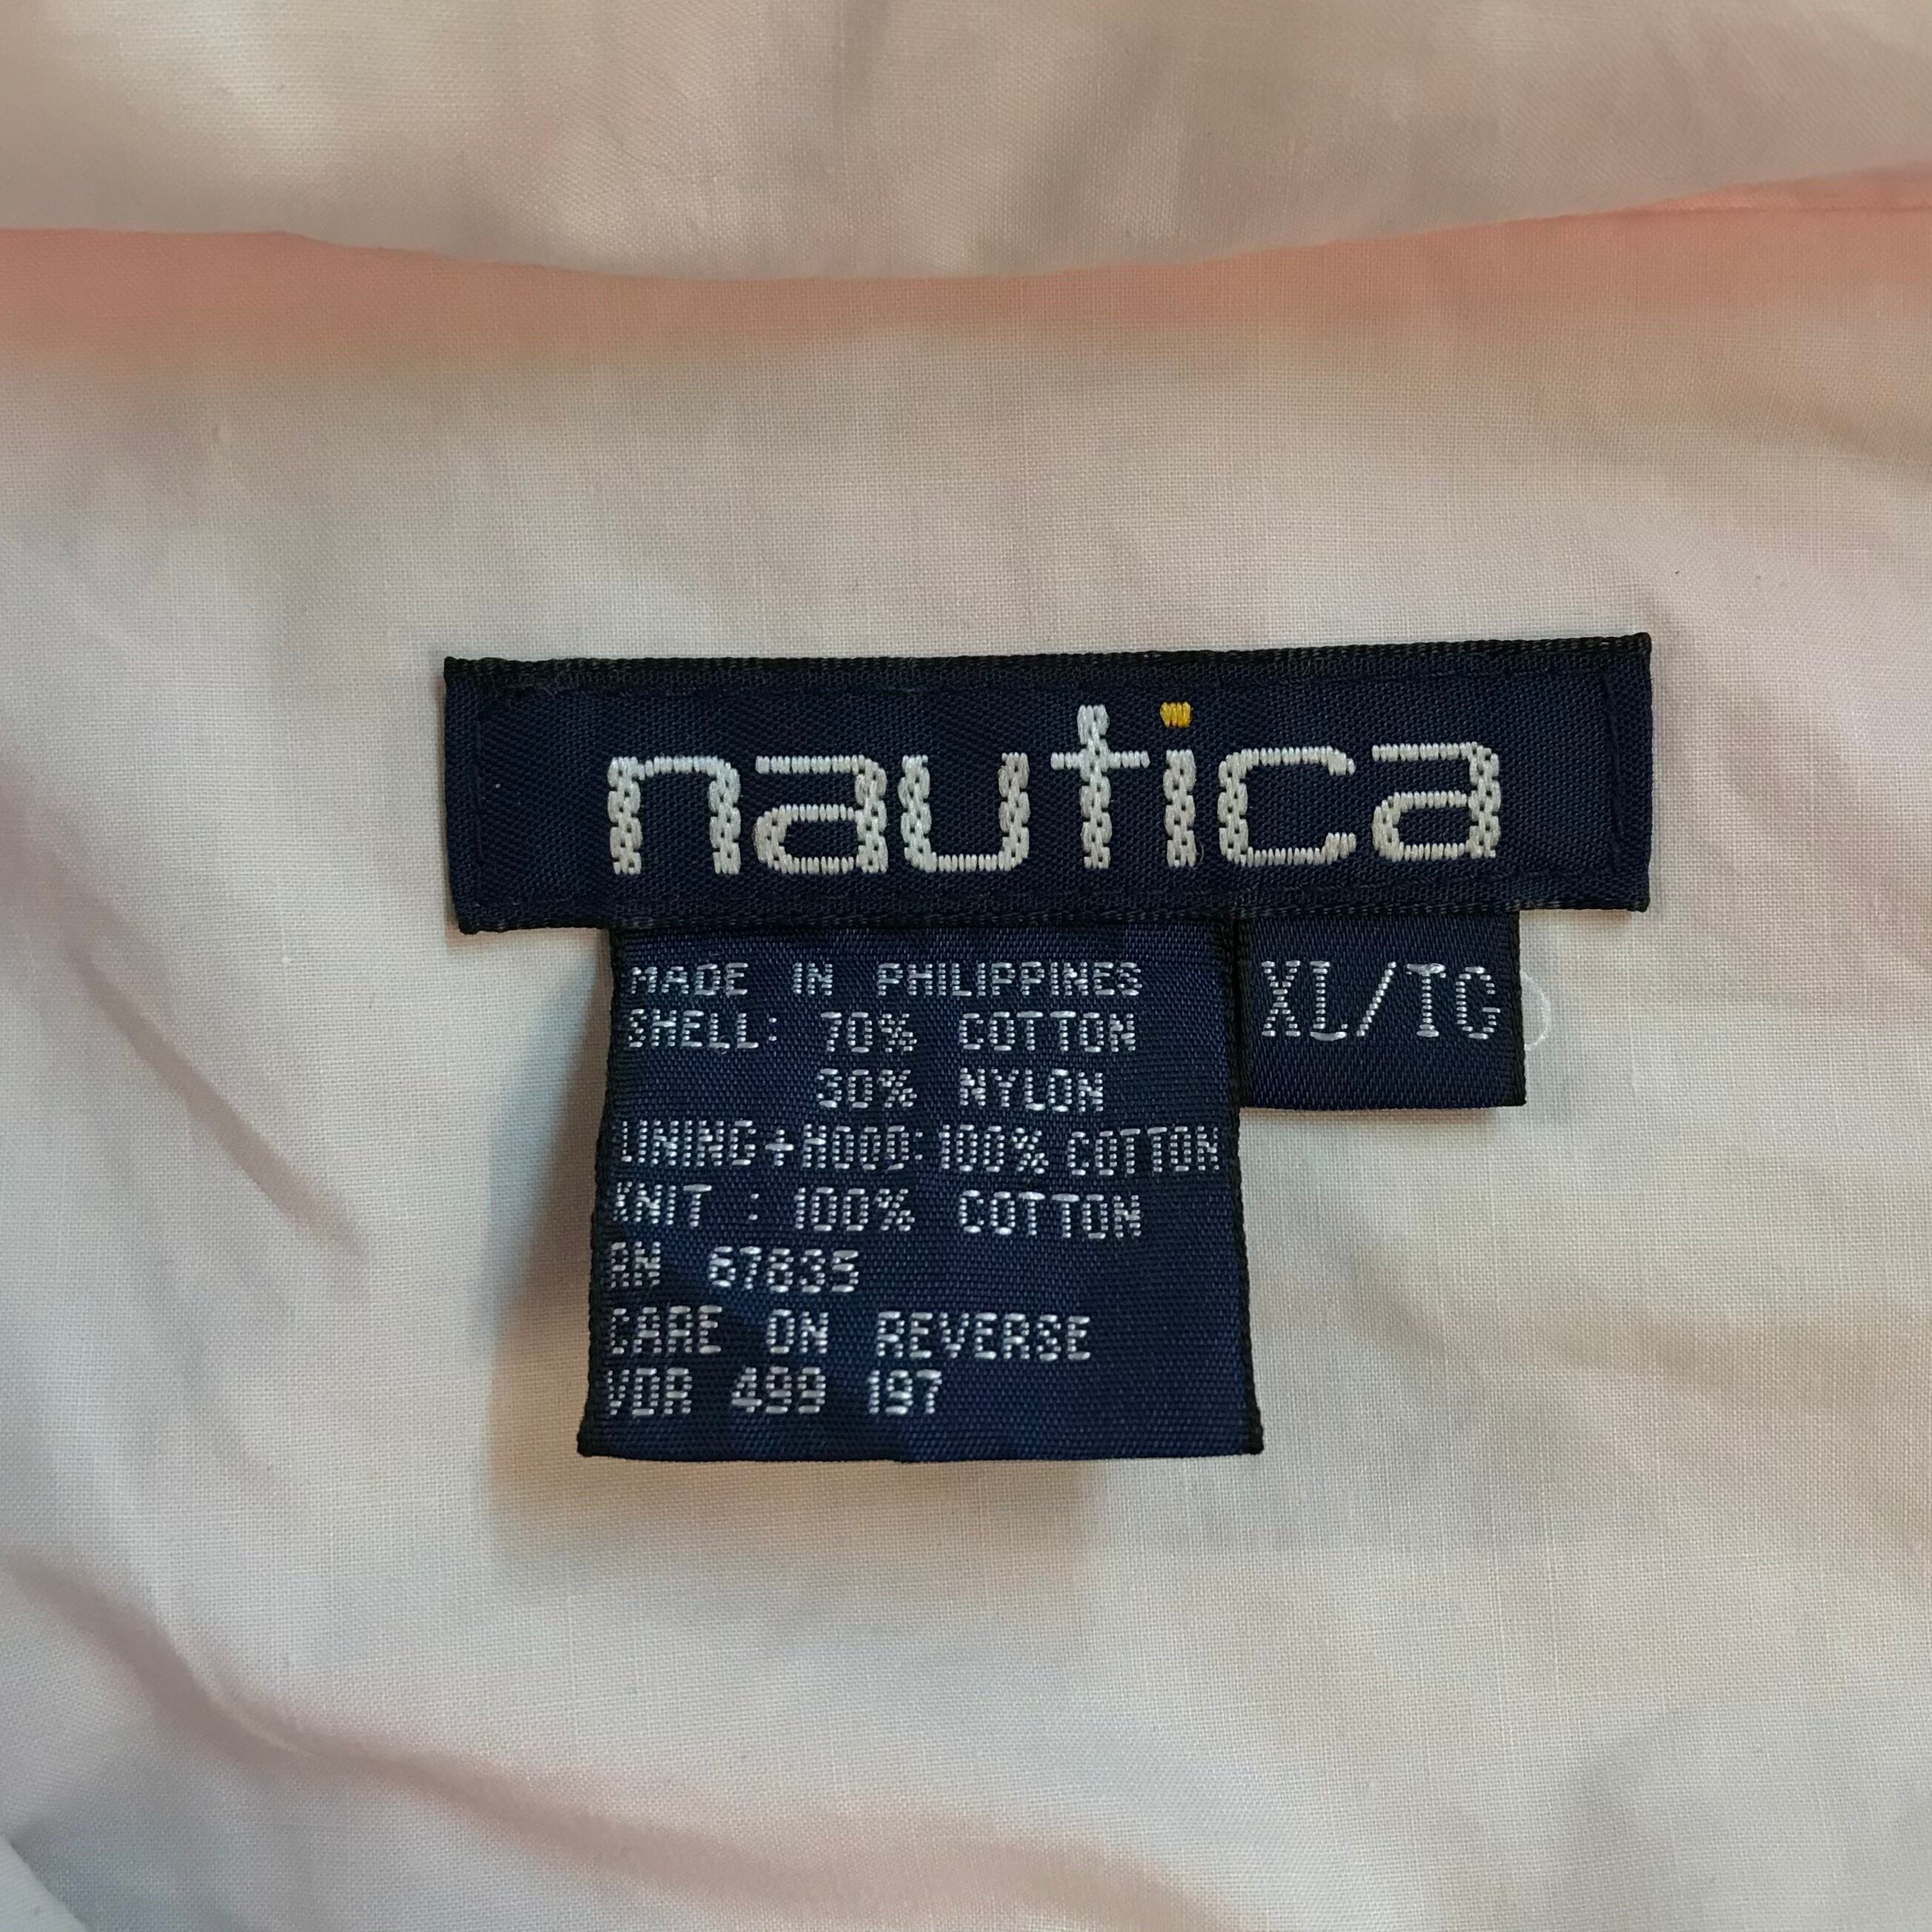 nautica
XL/TG
MADE IN PHILIPPINES
SHELL: 70% COTTON
30% NYLON
LINING+HOOD: 100% COTTON
KNIT : 100% COTTON
RN 67835
CARE ON REVERSE
VDR 499 197